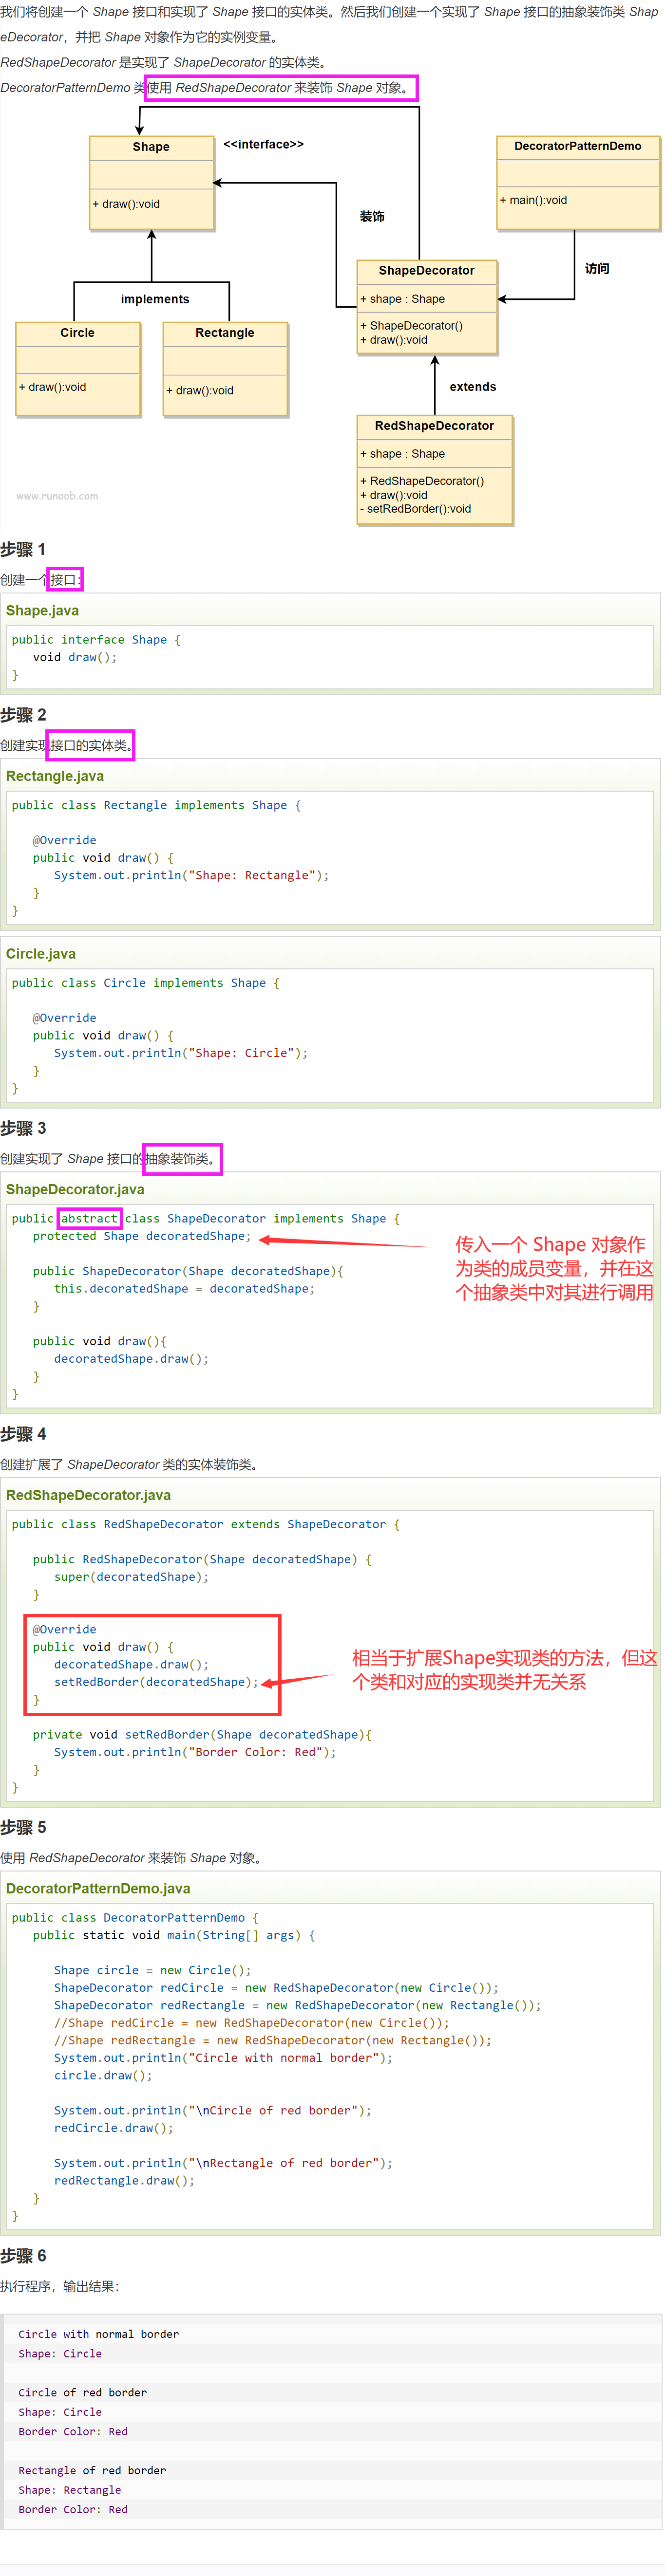 我们将创建一个 Shape 接口和实现了 Shape 接口的实体类。然后我们创建一个实现了 Shape 接口的抽象装饰类 Shap
eDecorator，并把 Shape 对象作为它的实例变量。
RedShapeDecorator 是实现了 ShapeDecorator 的实体类。
DecoratorPatternDemo 类使用 RedShapeDecorator 来装饰 Shape 对象。
Shape
+ draw():void
<<interface>>
DecoratorPatternDemo
+ main():void
装饰
访问
ShapeDecorator
+ shape : Shape
+ ShapeDecorator()
+ draw():void
implements
Circle
+ draw():void
Rectangle
+ draw():void
extends
RedShapeDecorator
+ shape : Shape
+ RedShapeDecorator()
+ draw():void
- setRedBorder():void
www.runoob.com
步骤 1
创建一个接口：
Shape.java
public interface Shape {
   void draw();
}
步骤 2
创建实现接口的实体类。
Rectangle.java
public class Rectangle implements Shape {
   @Override
   public void draw() {
      System.out.println("Shape: Rectangle");
   }
}
Circle.java
public class Circle implements Shape {
   @Override
   public void draw() {
      System.out.println("Shape: Circle");
   }
}
步骤 3
创建实现了 Shape 接口的抽象装饰类。
ShapeDecorator.java
public abstract class ShapeDecorator implements Shape {
   protected Shape decoratedShape;
   public ShapeDecorator(Shape decoratedShape){
      this.decoratedShape = decoratedShape;
   }
   public void draw(){
      decoratedShape.draw();
   }
}
传入一个 Shape 对象作
为类的成员变量，并在这
个抽象类中对其进行调用
步骤 4
创建扩展了 ShapeDecorator 类的实体装饰类。
RedShapeDecorator.java
public class RedShapeDecorator extends ShapeDecorator {
   public RedShapeDecorator(Shape decoratedShape) {
      super(decoratedShape);
   }
   @Override
   public void draw() {
      decoratedShape.draw();
      setRedBorder(decoratedShape);
   }
   private void setRedBorder(Shape decoratedShape){
      System.out.println("Border Color: Red");
   }
}
相当于扩展Shape实现类的方法，但这
个类和对应的实现类并无关系
步骤 5
使用 RedShapeDecorator 来装饰 Shape 对象。
DecoratorPatternDemo.java
public class DecoratorPatternDemo {
   public static void main(String[] args) {
      Shape circle = new Circle();
      ShapeDecorator redCircle = new RedShapeDecorator(new Circle());
      ShapeDecorator redRectangle = new RedShapeDecorator(new Rectangle());
      //Shape redCircle = new RedShapeDecorator(new Circle());
      //Shape redRectangle = new RedShapeDecorator(new Rectangle());
      System.out.println("Circle with normal border");
      circle.draw();
      System.out.println("\nCircle of red border");
      redCircle.draw();
      System.out.println("\nRectangle of red border");
      redRectangle.draw();
   }
}
步骤 6
执行程序，输出结果：
Circle with normal border
Shape: Circle
Circle of red border
Shape: Circle
Border Color: Red
Rectangle of red border
Shape: Rectangle
Border Color: Red